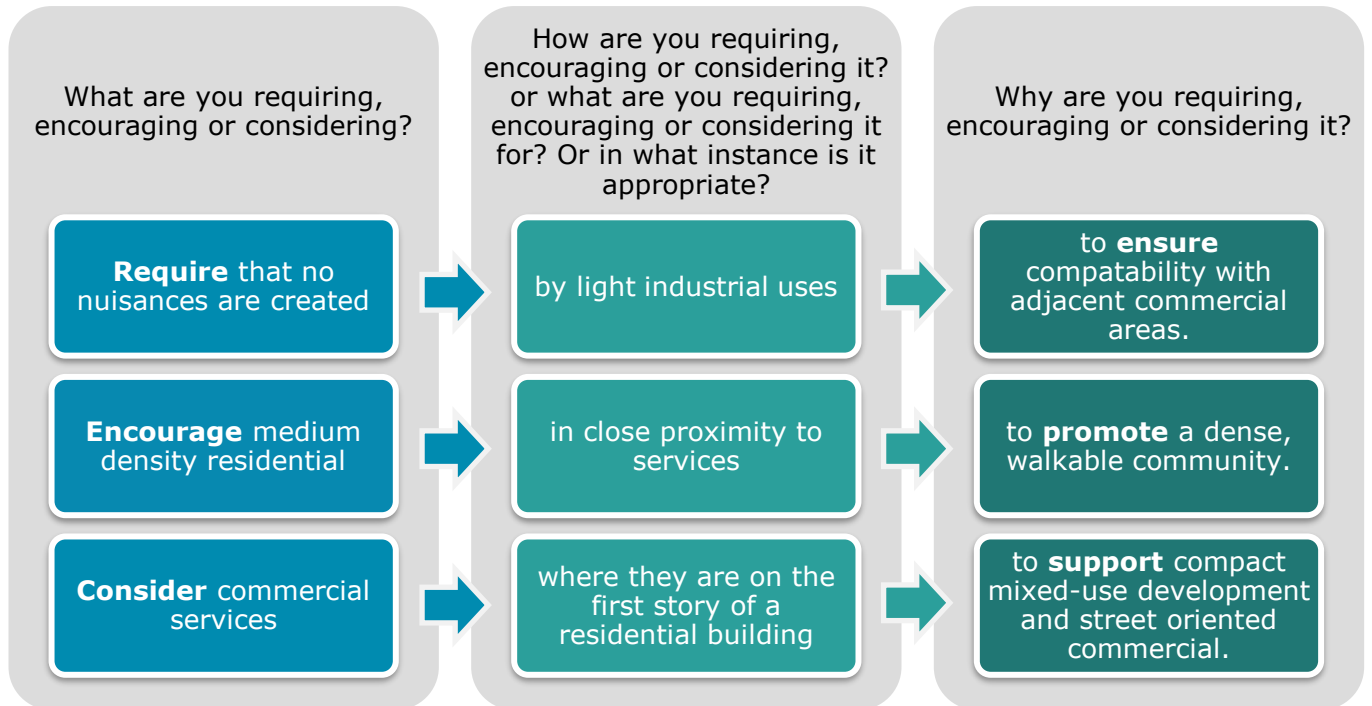 What are you requiring,
encouraging or considering?
How are you requiring,
encouraging or considering it?
or what are you requiring,
encouraging or considering it
for? Or in what instance is it
appropriate?
Why are you requiring,
encouraging or considering it?
Require that no
nuisances are created
by light industrial uses
to ensure
compatability with
adjacent commercial
areas.
Encourage medium
density residential
in close proximity to
services
to promote a dense,
walkable community.
Consider commercial
services
where they are on the
first story of a
residential building
to support compact
mixed-use development
and street oriented
commercial.